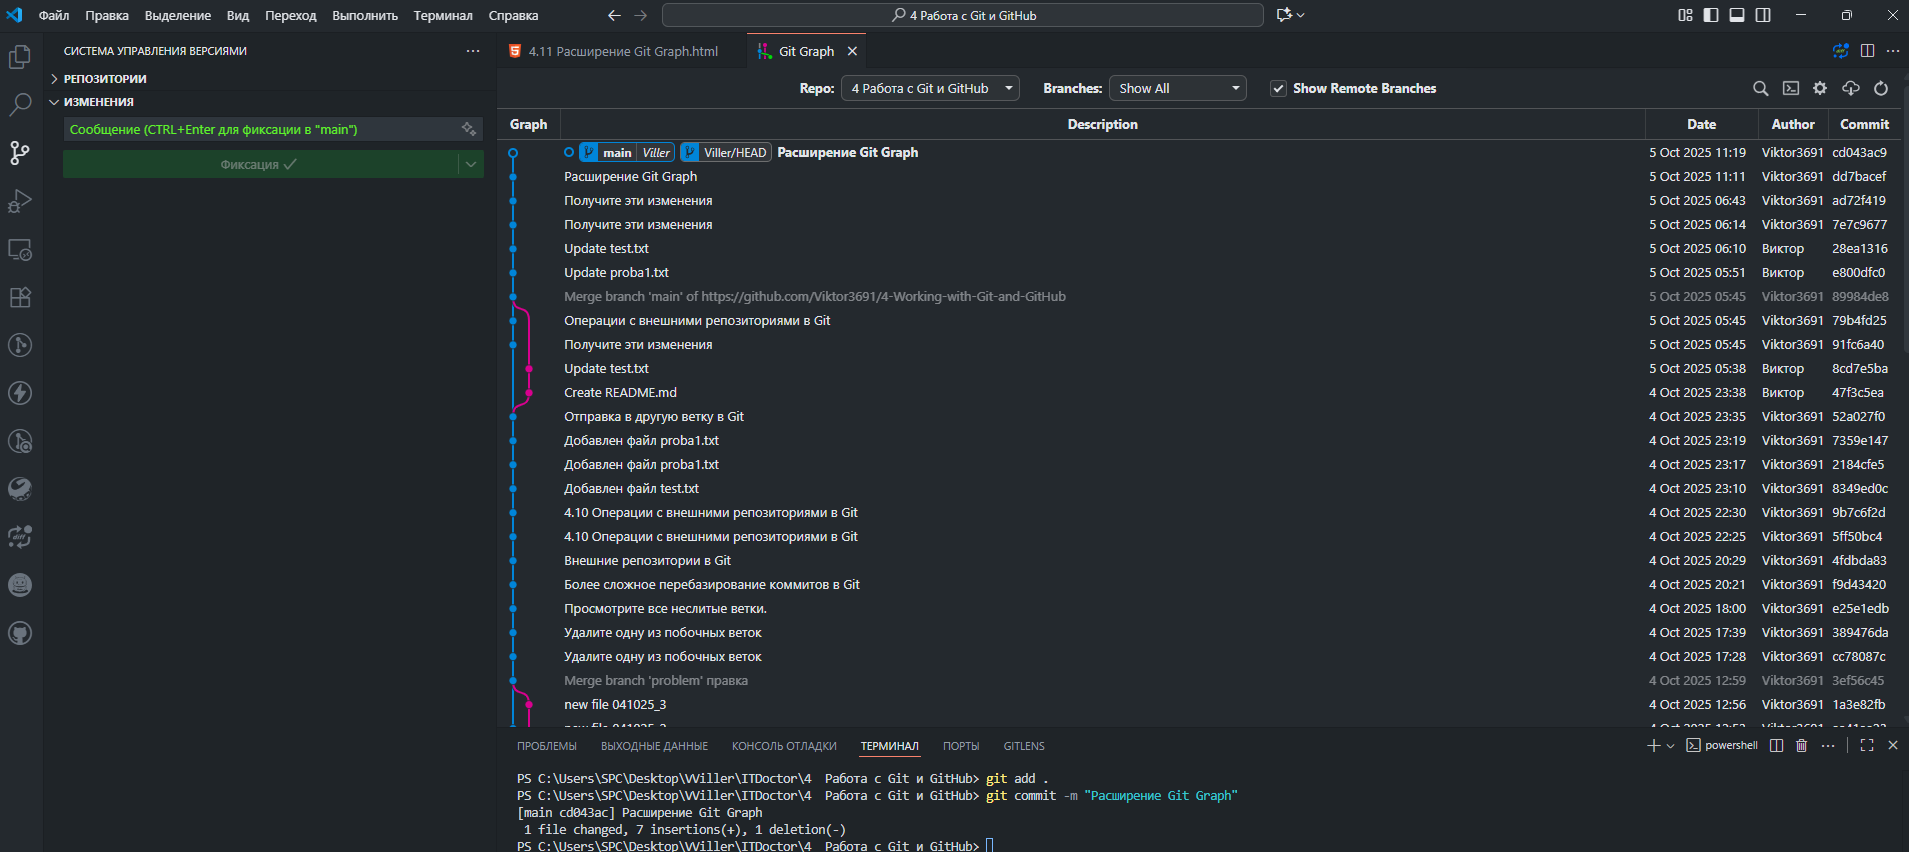 Файл Правка Выделение Вид Переход Выполнить Терминал Справка
4 Работа с Git и GitHub
СИСТЕМА УПРАВЛЕНИЯ ВЕРСИЯМИ
РЕПОЗИТОРИИ
ИЗМЕНЕНИЯ
Сообщение (CTRL+Enter для фиксации в "main")
Фиксация
4.11 Расширение Git Graph.html Git Graph
Repo: 4 Работа с Git и GitHub Branches: Show All Show Remote Branches
Graph Description Date Author Commit
main Viller Viller/HEAD Расширение Git Graph 5 Oct 2025 11:19 Viktor3691 cd043ac9
Расширение Git Graph 5 Oct 2025 11:11 Viktor3691 dd7bacef
Получите эти изменения 5 Oct 2025 06:43 Viktor3691 ad72f419
Получите эти изменения 5 Oct 2025 06:14 Viktor3691 7e7c9677
Update test.txt 5 Oct 2025 06:10 Виктор 28ea1316
Update proba1.txt 5 Oct 2025 05:51 Виктор e800dfc0
Merge branch 'main' of https://github.com/Viktor3691/4-Working-with-Git-and-GitHub 5 Oct 2025 05:45 Viktor3691 89984de8
Операции с внешними репозиториями в Git 5 Oct 2025 05:45 Viktor3691 79b4fd25
Получите эти изменения 5 Oct 2025 05:45 Viktor3691 91fc6a40
Update test.txt 5 Oct 2025 05:38 Виктор 8cd7e5ba
Create README.md 4 Oct 2025 23:38 Виктор 47f3c5ea
Отправка в другую ветку в Git 4 Oct 2025 23:35 Viktor3691 52a027f0
Добавлен файл proba1.txt 4 Oct 2025 23:19 Viktor3691 7359e147
Добавлен файл proba1.txt 4 Oct 2025 23:17 Viktor3691 2184cfe5
Добавлен файл test.txt 4 Oct 2025 23:10 Viktor3691 8349ed0c
4.10 Операции с внешними репозиториями в Git 4 Oct 2025 22:30 Viktor3691 9b7c6f2d
4.10 Операции с внешними репозиториями в Git 4 Oct 2025 22:25 Viktor3691 5ff50bc4
Внешние репозитории в Git 4 Oct 2025 20:29 Viktor3691 4fdbda83
Более сложное перебазирование коммитов в Git 4 Oct 2025 20:21 Viktor3691 f9d43420
Просмотрите все неслитые ветки. 4 Oct 2025 18:00 Viktor3691 e25e1edb
Удалите одну из побочных веток 4 Oct 2025 17:39 Viktor3691 389476da
Удалите одну из побочных веток 4 Oct 2025 17:28 Viktor3691 cc78087c
Merge branch 'problem' правка 4 Oct 2025 12:59 Viktor3691 3ef56c45
new file 041025_3 4 Oct 2025 12:56 Viktor3691 1a3e82fb
ПРОБЛЕМЫ ВЫХОДНЫЕ ДАННЫЕ КОНСОЛЬ ОТЛАДКИ ТЕРМИНАЛ ПОРТЫ GITLENS powershell
PS C:\Users\SPC\Desktop\VViller\ITDoctor\4 Работа с Git и GitHub> git add .
PS C:\Users\SPC\Desktop\VViller\ITDoctor\4 Работа с Git и GitHub> git commit -m "Расширение Git Graph"
[main cd043ac] Расширение Git Graph
1 file changed, 7 insertions(+), 1 deletion(-)
PS C:\Users\SPC\Desktop\VViller\ITDoctor\4 Работа с Git и GitHub>